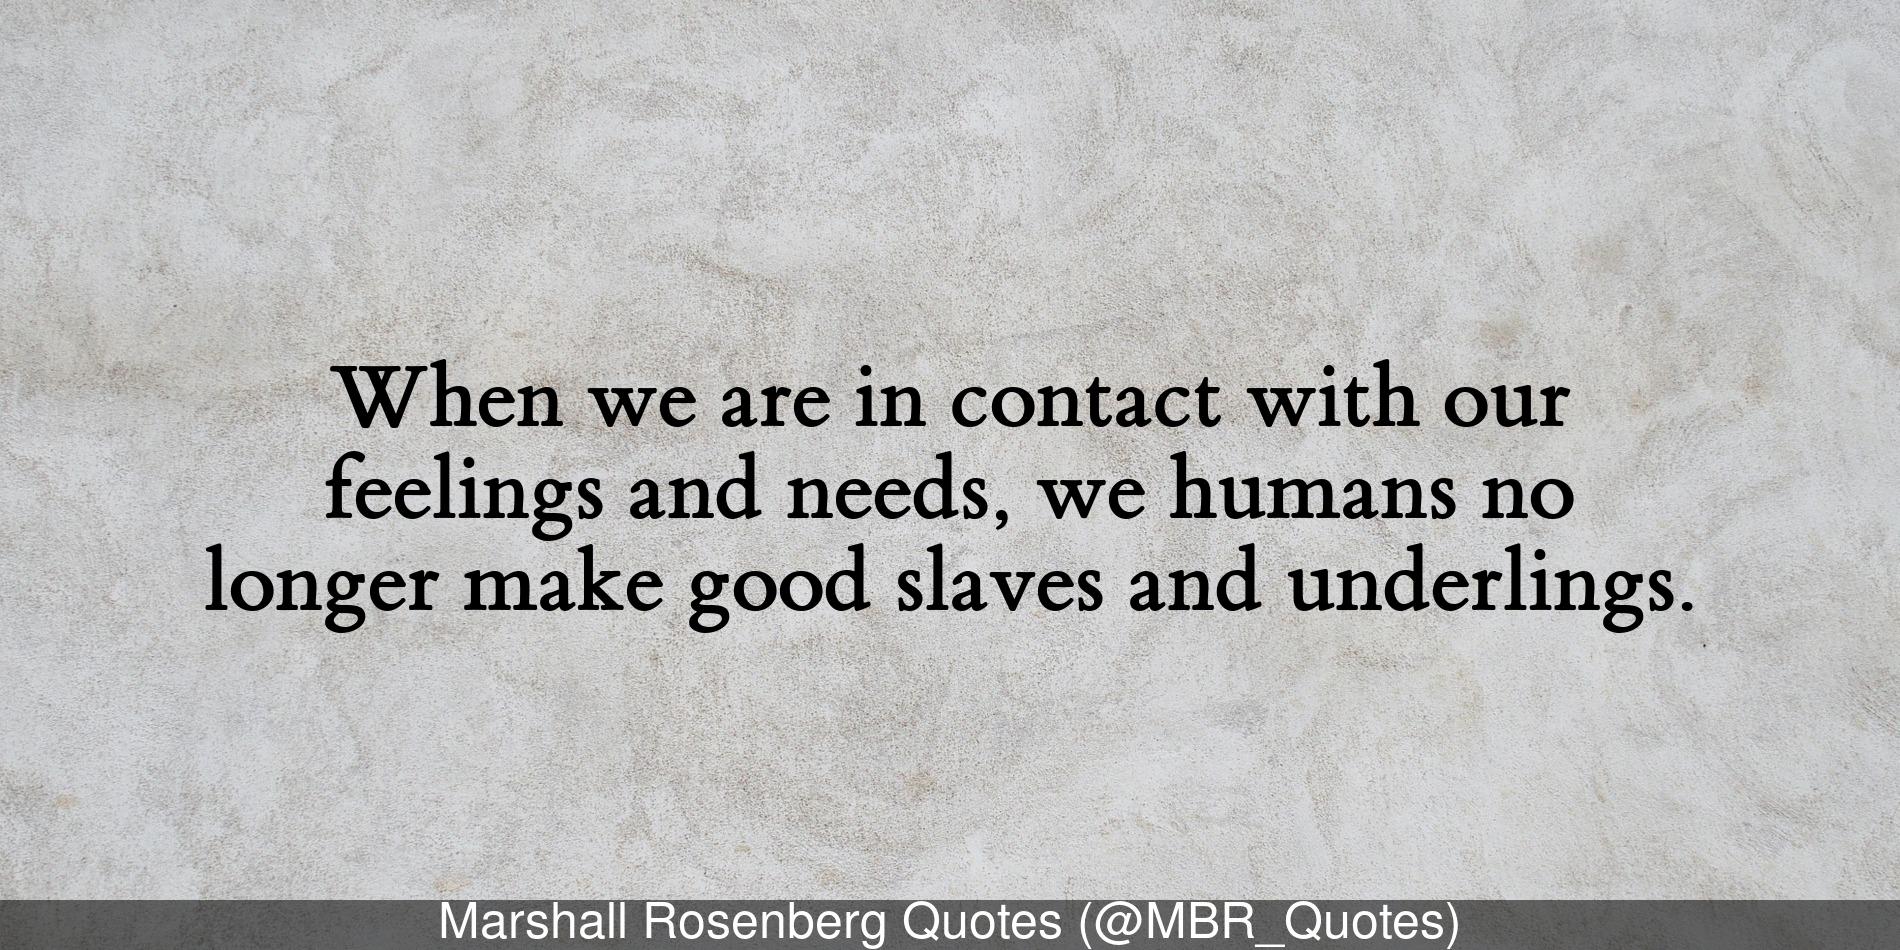 When we are in contact with our
feelings and needs, we humans no
longer make good slaves and underlings.
Marshall Rosenberg Quotes (@MBR_Quotes)